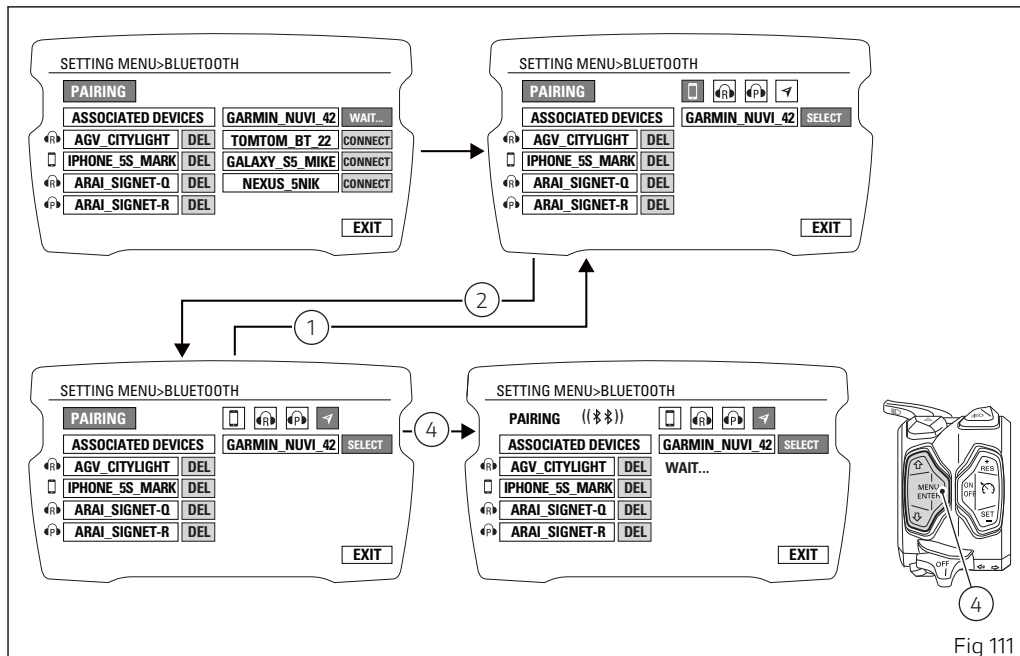 SETTING MENU>BLUETOOTH
PAIRING
ASSOCIATED DEVICES GARMIN_NUVI_42 WAIT...
R AGV_CITYLIGHT DEL TOMTOM_BT_22 CONNECT
IPHONE_5S_MARK DEL GALAXY_S5_MIKE CONNECT
R ARAI_SIGNET-Q DEL NEXUS_5NIK CONNECT
P ARAI_SIGNET-R DEL
EXIT
SETTING MENU>BLUETOOTH
PAIRING R P
ASSOCIATED DEVICES GARMIN_NUVI_42 SELECT
R AGV_CITYLIGHT DEL
IPHONE_5S_MARK DEL
R ARAI_SIGNET-Q DEL
P ARAI_SIGNET-R DEL
EXIT
2
1
SETTING MENU>BLUETOOTH
PAIRING R P
ASSOCIATED DEVICES GARMIN_NUVI_42 SELECT
R AGV_CITYLIGHT DEL
IPHONE_5S_MARK DEL
R ARAI_SIGNET-Q DEL
P ARAI_SIGNET-R DEL
EXIT
4
SETTING MENU>BLUETOOTH
PAIRING R P
ASSOCIATED DEVICES GARMIN_NUVI_42 SELECT
R AGV_CITYLIGHT DEL WAIT...
IPHONE_5S_MARK DEL
R ARAI_SIGNET-Q DEL
P ARAI_SIGNET-R DEL
EXIT
+
RES
MENU
ENTER
ON
OFF
SET
–
OFF
4
Fig 111